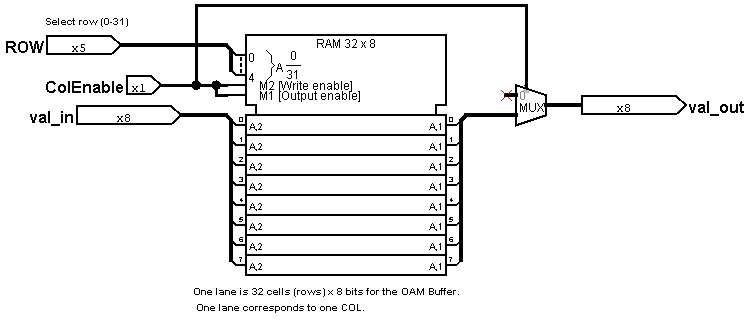 Select row (0-31)
ROW
x5
RAM 32 x 8
0
4
A
0
31
M2 [Write enable]
M1 [Output enable]
ColEnable
x1
val_in
x8
0
MUX
x8
val_out
0 A,2 A,1 0
1 A,2 A,1 1
2 A,2 A,1 2
3 A,2 A,1 3
4 A,2 A,1 4
5 A,2 A,1 5
6 A,2 A,1 6
7 A,2 A,1 7
One lane is 32 cells (rows) x 8 bits for the OAM Buffer.
One lane corresponds to one COL.